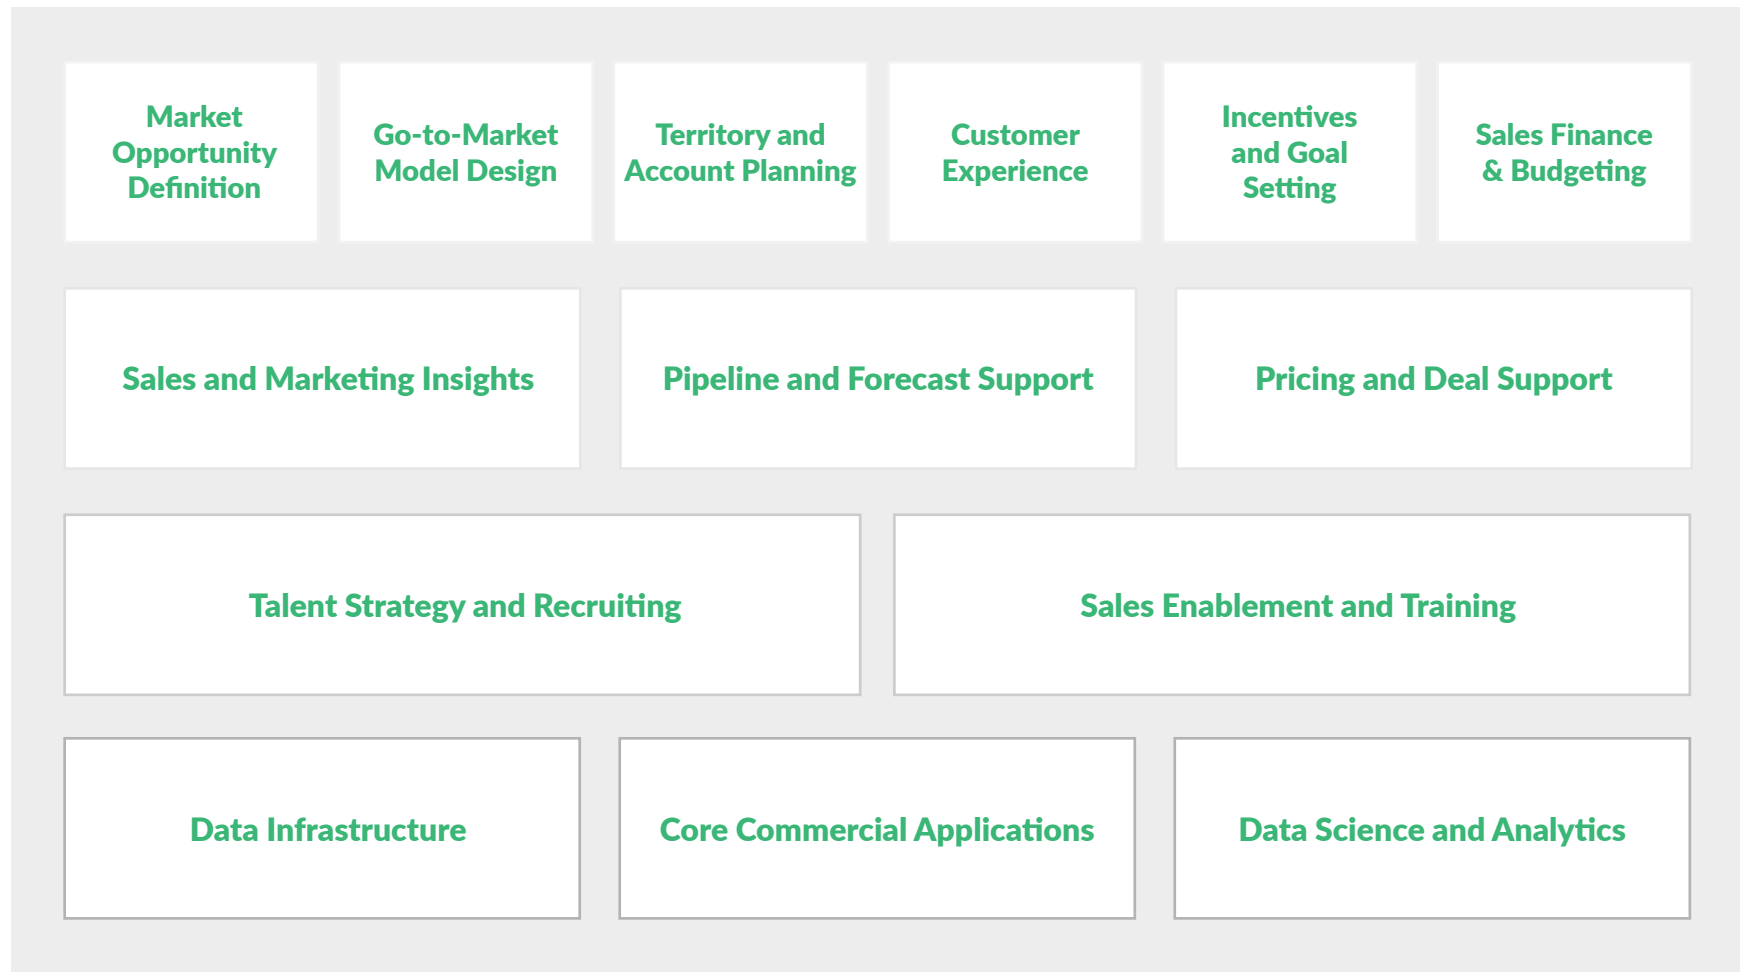 Market
Opportunity
Definition
Go-to-Market
Model Design
Territory and
Account Planning
Customer
Experience
Incentives
and Goal
Setting
Sales Finance
& Budgeting
Sales and Marketing Insights
Pipeline and Forecast Support
Pricing and Deal Support
Talent Strategy and Recruiting
Sales Enablement and Training
Data Infrastructure
Core Commercial Applications
Data Science and Analytics